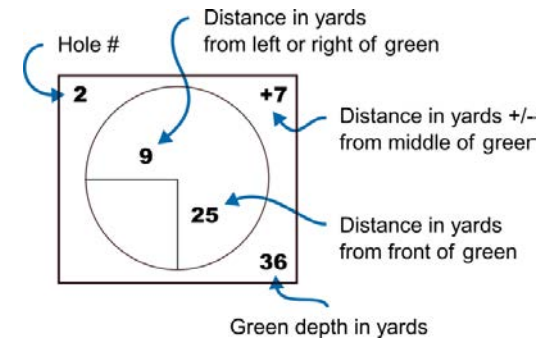 Distance in yards
from left or right of green
Hole #
2
+7
Distance in yards +/-
from middle of green
9
25
Distance in yards
from front of green
36
Green depth in yards